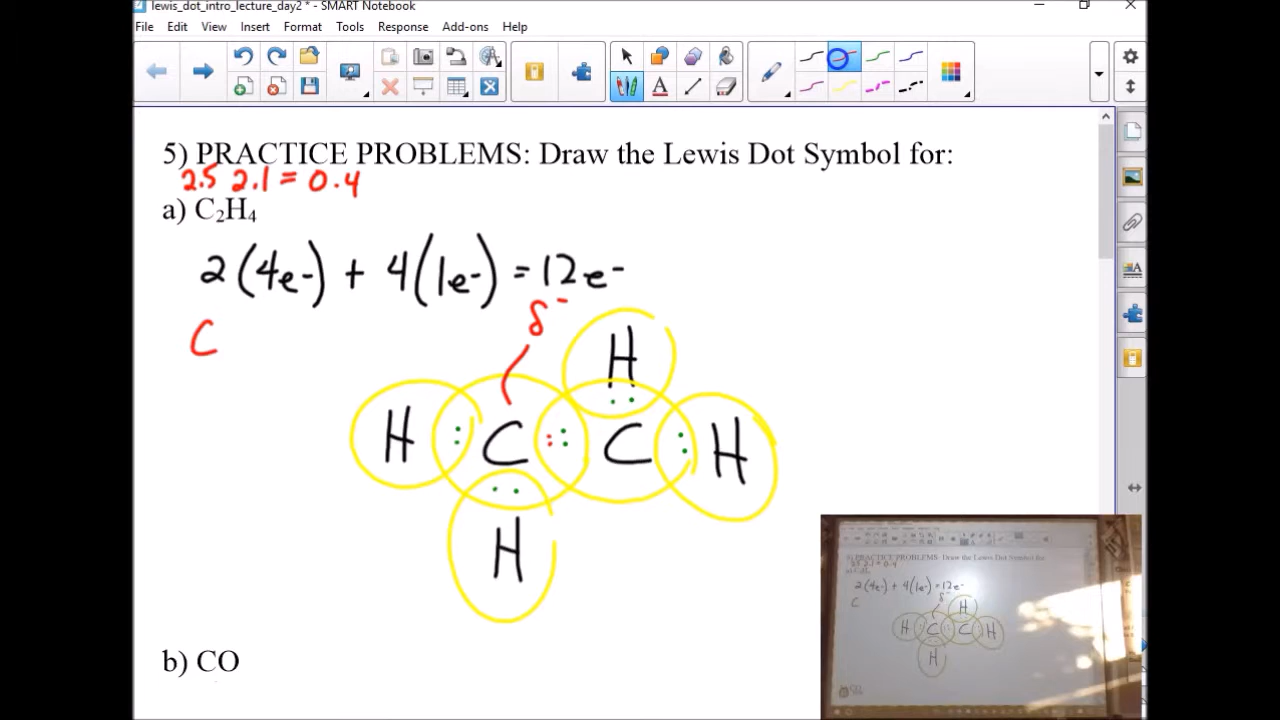 lewis_dot_intro_lecture_day2 * - SMART Notebook
File Edit View Insert Format Tools Response Add-ons Help
5) PRACTICE PROBLEMS: Draw the Lewis Dot Symbol for:
2.5 2.1 = 0.4
a) C₂H₄
2(4e-) + 4(1e-) = 12e-
δ-
C
H
H C C H
H
b) CO